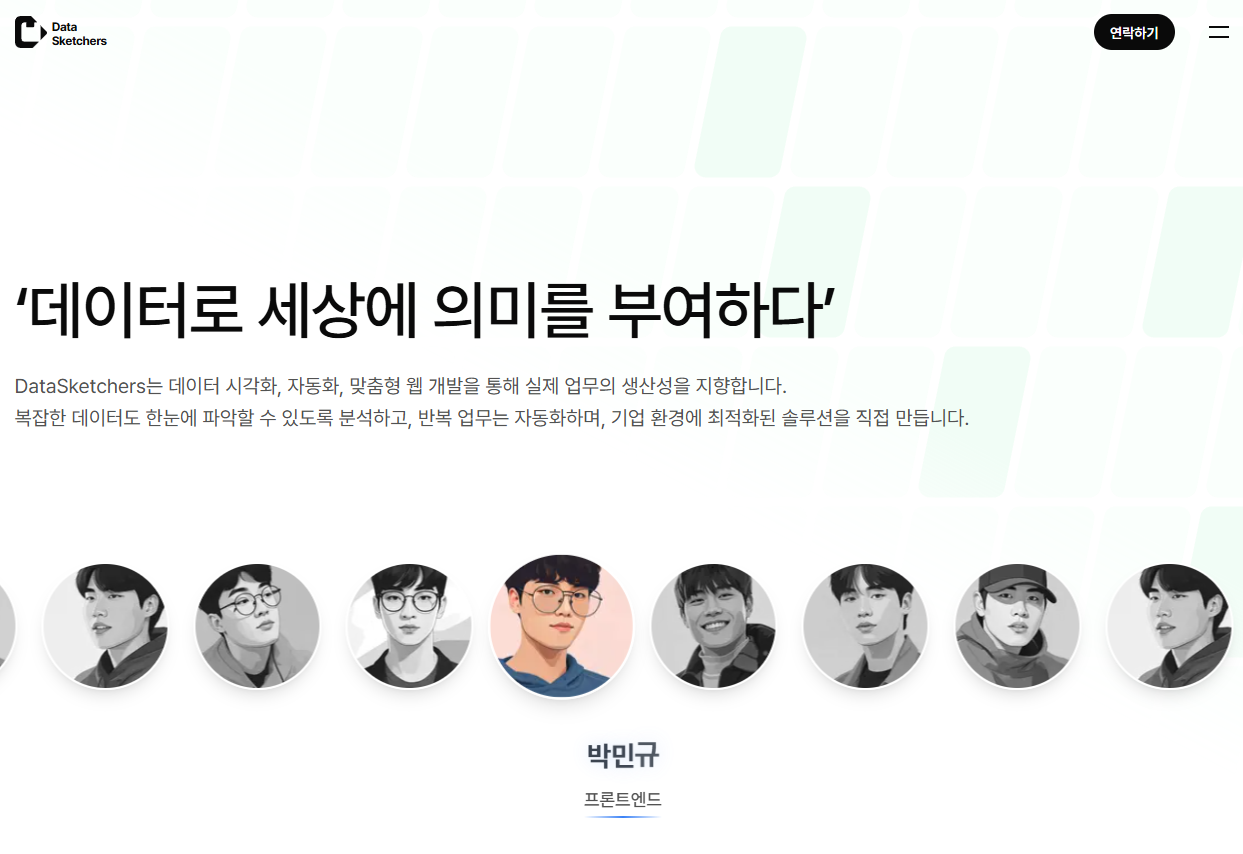 Data
Sketchers
연락하기
‘데이터로 세상에 의미를 부여하다’
DataSketchers는 데이터 시각화, 자동화, 맞춤형 웹 개발을 통해 실제 업무의 생산성을 지향합니다.
복잡한 데이터도 한눈에 파악할 수 있도록 분석하고, 반복 업무는 자동화하며, 기업 환경에 최적화된 솔루션을 직접 만듭니다.
박민규
프론트엔드